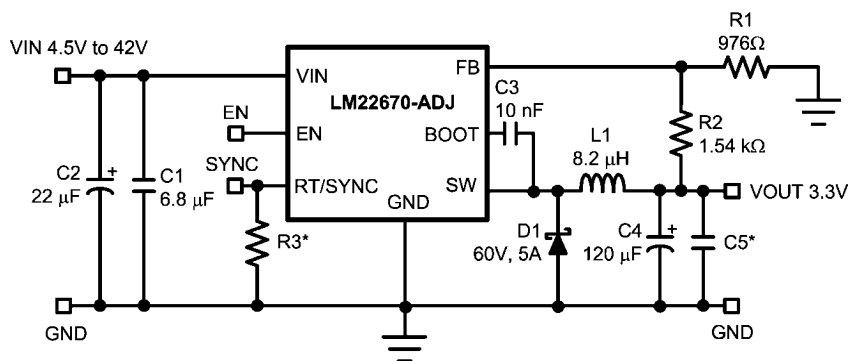 R1
976Ω
VIN 4.5V to 42V
VIN
FB
LM22670-ADJ
C3
10 nF
R2
1.54 kΩ
EN
EN
BOOT
L1
8.2 µH
SYNC
RT/SYNC
GND
SW
VOUT 3.3V
C2
+
22 µF
C1
6.8 µF
R3*
D1
60V, 5A
C4
+
120 µF
C5*
GND
GND